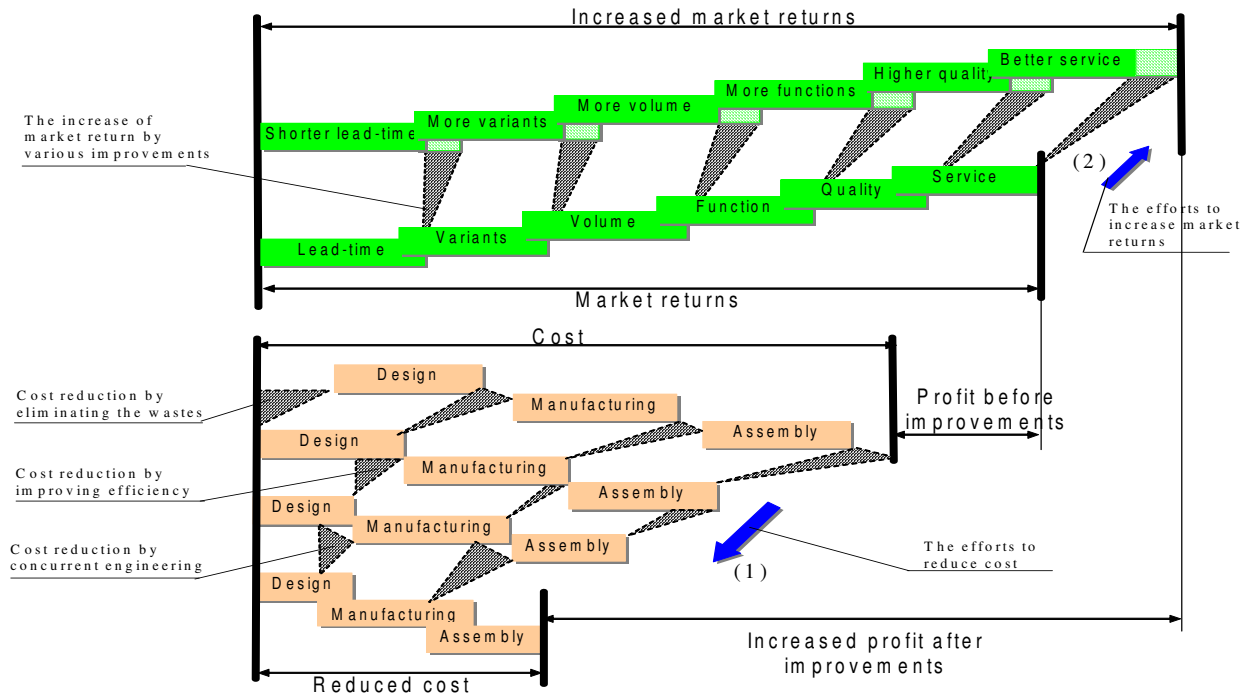 Increased market returns
Better service
Higher quality
More functions
More volume
More variants
Shorter lead-time
The increase of
market return by
various improvements
(2)
Service
Quality
Function
Volume
Variants
Lead-time
The efforts to
increase market
returns
Market returns
Cost
Design
Cost reduction by
eliminating the wastes
Manufacturing
Profit before
improvements
Assembly
Design
Manufacturing
Cost reduction by
improving efficiency
Assembly
Design
Manufacturing
Assembly
Cost reduction by
concurrent engineering
The efforts to
reduce cost
(1)
Design
Manufacturing
Assembly
Increased profit after
improvements
Reduced cost